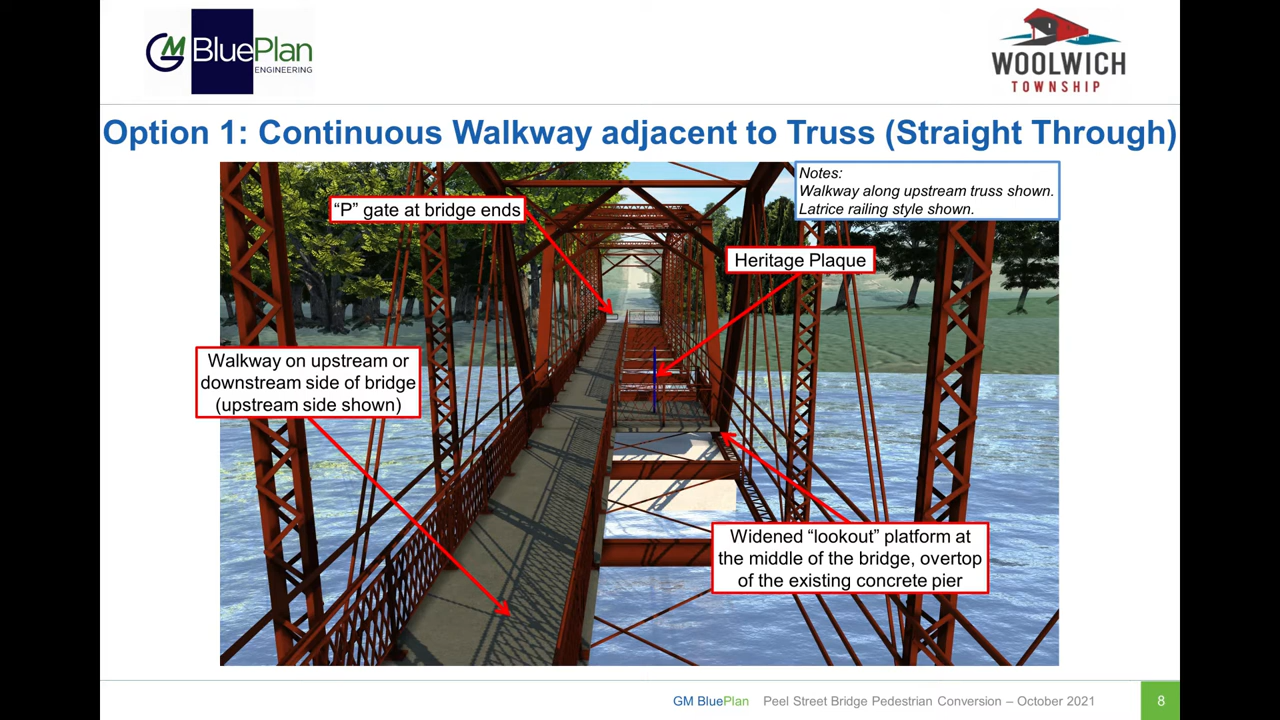 GM BluePlan
ENGINEERING
WOOLWICH
TOWNSHIP
Option 1: Continuous Walkway adjacent to Truss (Straight Through)
Notes:
Walkway along upstream truss shown.
Latrice railing style shown.
“P” gate at bridge ends
Heritage Plaque
Walkway on upstream or
downstream side of bridge
(upstream side shown)
Widened “lookout” platform at
the middle of the bridge, overtop
of the existing concrete pier
GM BluePlan Peel Street Bridge Pedestrian Conversion – October 2021
8